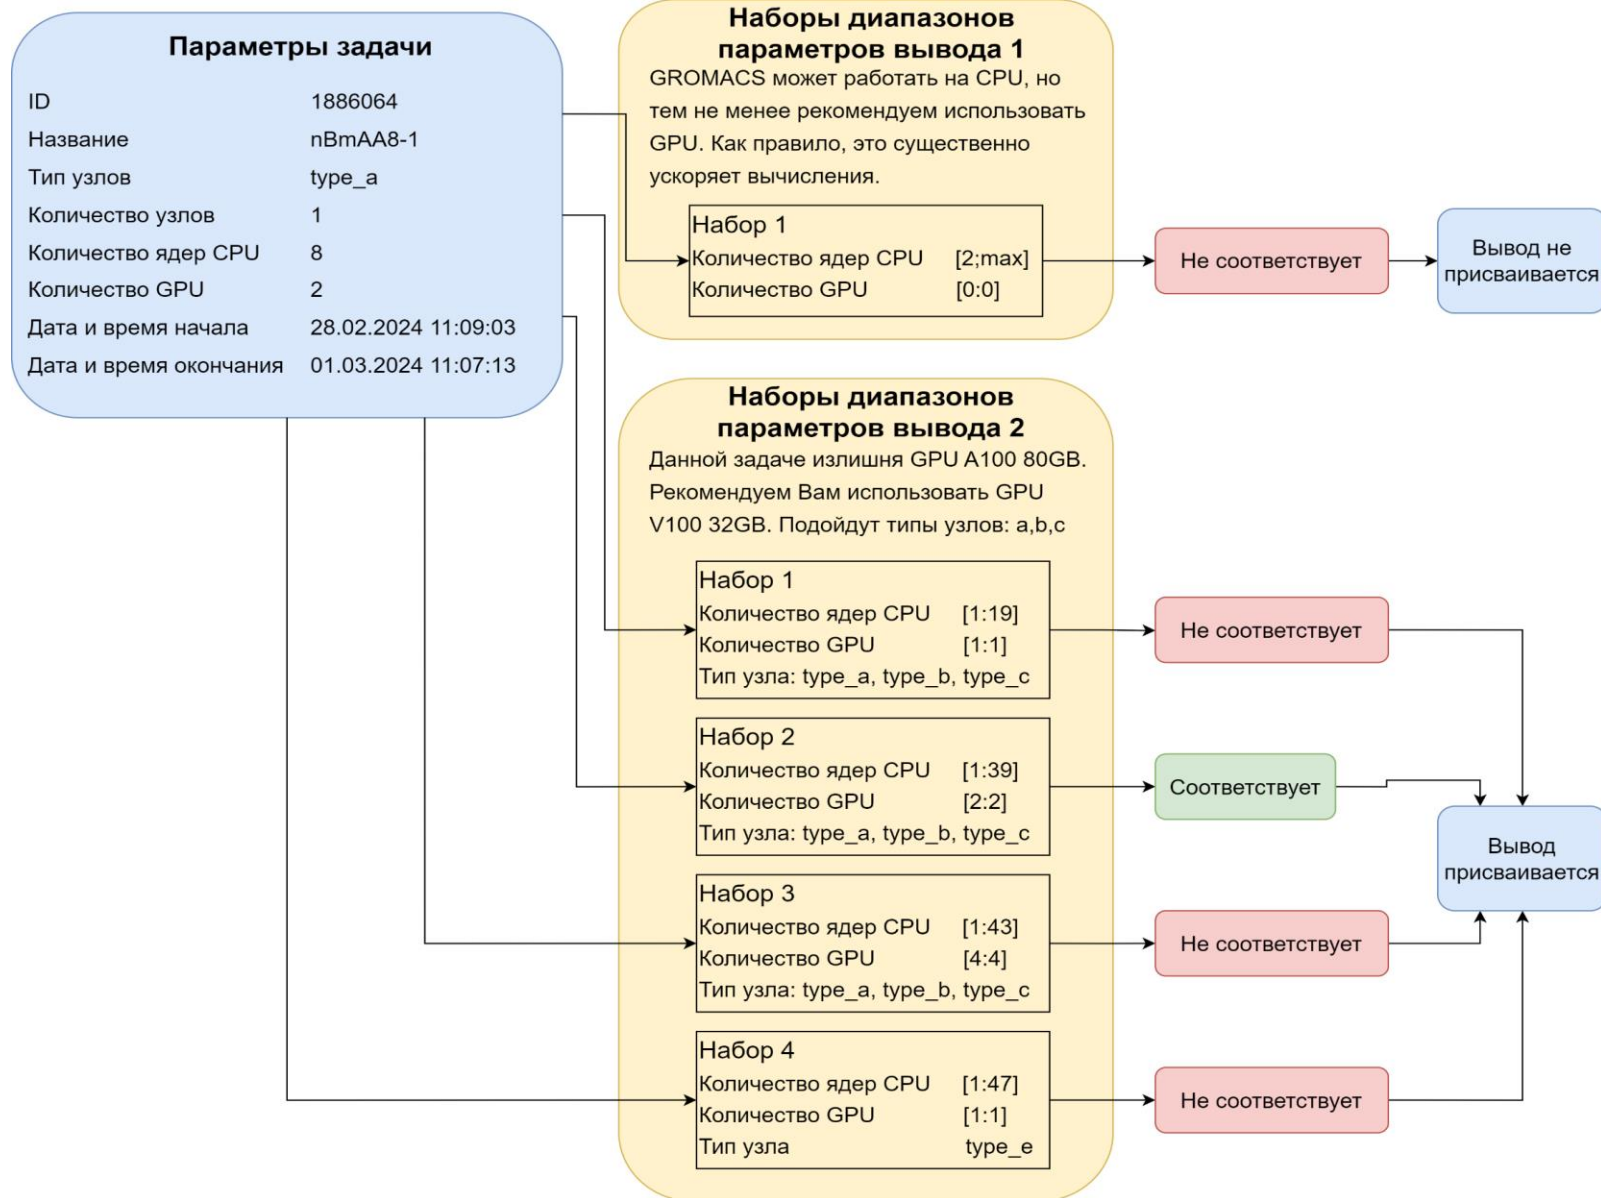 Параметры задачи
ID 1886064
Название nBmAA8-1
Тип узлов type_a
Количество узлов 1
Количество ядер CPU 8
Количество GPU 2
Дата и время начала 28.02.2024 11:09:03
Дата и время окончания 01.03.2024 11:07:13
Наборы диапазонов
параметров вывода 1
GROMACS может работать на CPU, но
тем не менее рекомендуем использовать
GPU. Как правило, это существенно
ускоряет вычисления.
Набор 1
Количество ядер CPU [2;max]
Количество GPU [0:0]
Не соответствует
Вывод не
присваивается
Наборы диапазонов
параметров вывода 2
Данной задаче излишня GPU A100 80GB.
Рекомендуем Вам использовать GPU
V100 32GB. Подойдут типы узлов: a,b,c
Набор 1
Количество ядер CPU [1:19]
Количество GPU [1:1]
Тип узла: type_a, type_b, type_c
Не соответствует
Набор 2
Количество ядер CPU [1:39]
Количество GPU [2:2]
Тип узла: type_a, type_b, type_c
Соответствует
Вывод
присваивается
Набор 3
Количество ядер CPU [1:43]
Количество GPU [4:4]
Тип узла: type_a, type_b, type_c
Не соответствует
Набор 4
Количество ядер CPU [1:47]
Количество GPU [1:1]
Тип узла type_e
Не соответствует